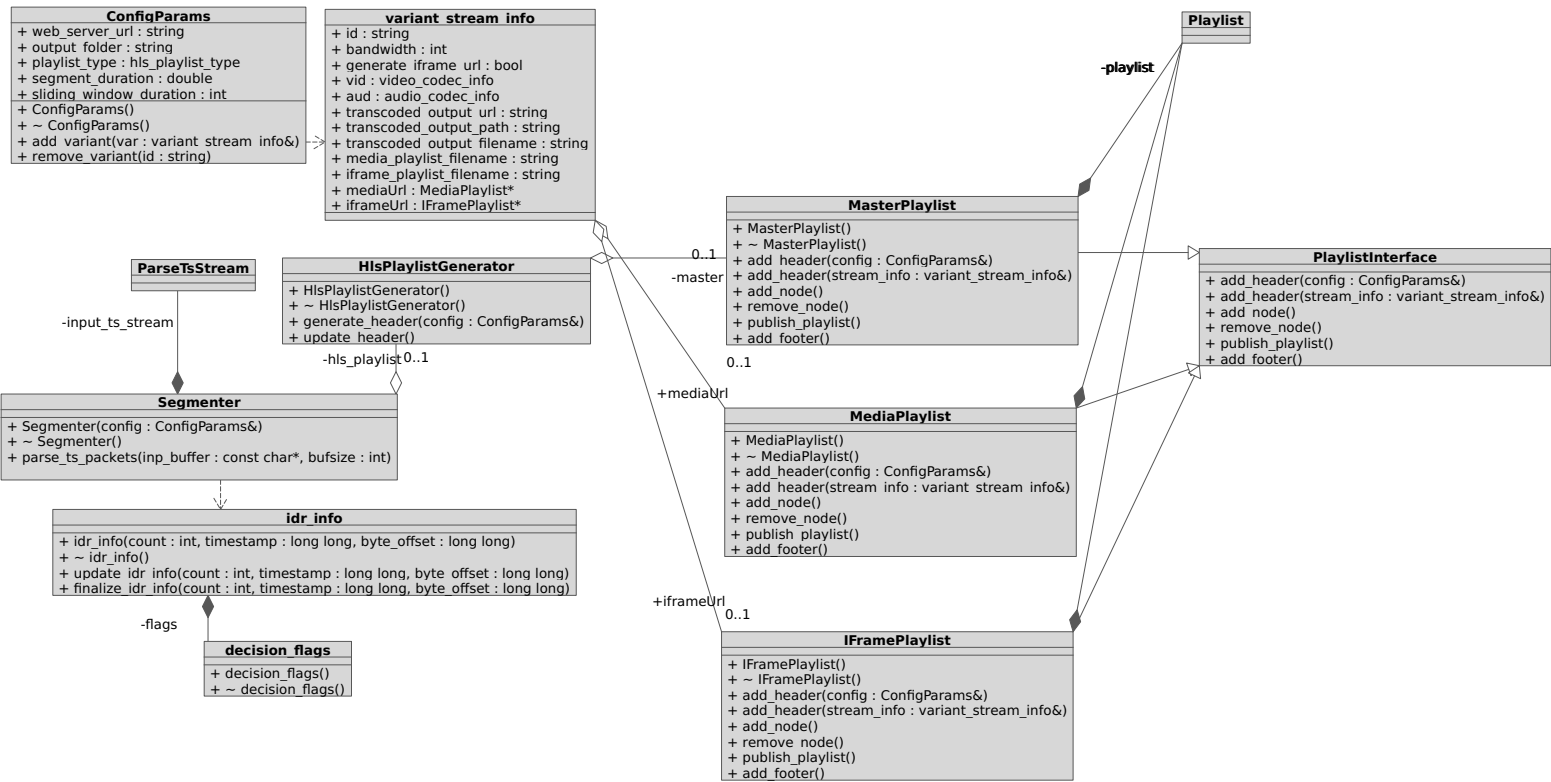 ConfigParams
+ web_server_url : string
+ output_folder : string
+ playlist_type : hls_playlist_type
+ segment_duration : double
+ sliding_window_duration : int
+ ConfigParams()
+ ~ ConfigParams()
+ add_variant(var : variant_stream_info&)
+ remove_variant(id : string)
variant_stream_info
+ id : string
+ bandwidth : int
+ generate_iframe_url : bool
+ vid : video_codec_info
+ aud : audio_codec_info
+ transcoded_output_url : string
+ transcoded_output_path : string
+ transcoded_output_filename : string
+ media_playlist_filename : string
+ iframe_playlist_filename : string
+ mediaUrl : MediaPlaylist*
+ iframeUrl : IFramePlaylist*
Playlist
-playlist
ParseTsStream
-input_ts_stream
HlsPlaylistGenerator
+ HlsPlaylistGenerator()
+ ~ HlsPlaylistGenerator()
+ generate_header(config : ConfigParams&)
+ update_header()
-hls_playlist
0..1
0..1
-master
MasterPlaylist
+ MasterPlaylist()
+ ~ MasterPlaylist()
+ add_header(config : ConfigParams&)
+ add_header(stream_info : variant_stream_info&)
+ add_node()
+ remove_node()
+ publish_playlist()
+ add_footer()
PlaylistInterface
+ add_header(config : ConfigParams&)
+ add_header(stream_info : variant_stream_info&)
+ add_node()
+ remove_node()
+ publish_playlist()
+ add_footer()
Segmenter
+ Segmenter(config : ConfigParams&)
+ ~ Segmenter()
+ parse_ts_packets(inp_buffer : const char*, bufsize : int)
0..1
+mediaUrl
MediaPlaylist
+ MediaPlaylist()
+ ~ MediaPlaylist()
+ add_header(config : ConfigParams&)
+ add_header(stream_info : variant_stream_info&)
+ add_node()
+ remove_node()
+ publish_playlist()
+ add_footer()
idr_info
+ idr_info(count : int, timestamp : long long, byte_offset : long long)
+ ~ idr_info()
+ update_idr_info(count : int, timestamp : long long, byte_offset : long long)
+ finalize_idr_info(count : int, timestamp : long long, byte_offset : long long)
-flags
decision_flags
+ decision_flags()
+ ~ decision_flags()
+iframeUrl
0..1
IFramePlaylist
+ IFramePlaylist()
+ ~ IFramePlaylist()
+ add_header(config : ConfigParams&)
+ add_header(stream_info : variant_stream_info&)
+ add_node()
+ remove_node()
+ publish_playlist()
+ add_footer()